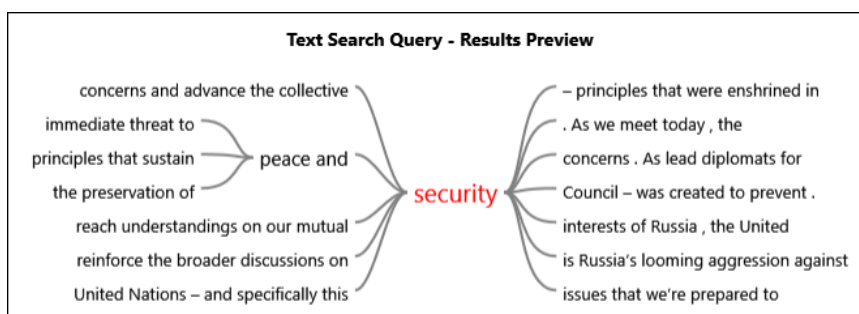 Text Search Query - Results Preview
concerns and advance the collective
immediate threat to
principles that sustain
the preservation of
peace and
reach understandings on our mutual
reinforce the broader discussions on
United Nations – and specifically this
security
– principles that were enshrined in
. As we meet today , the
concerns . As lead diplomats for
Council – was created to prevent .
interests of Russia , the United
is Russia's looming aggression against
issues that we're prepared to